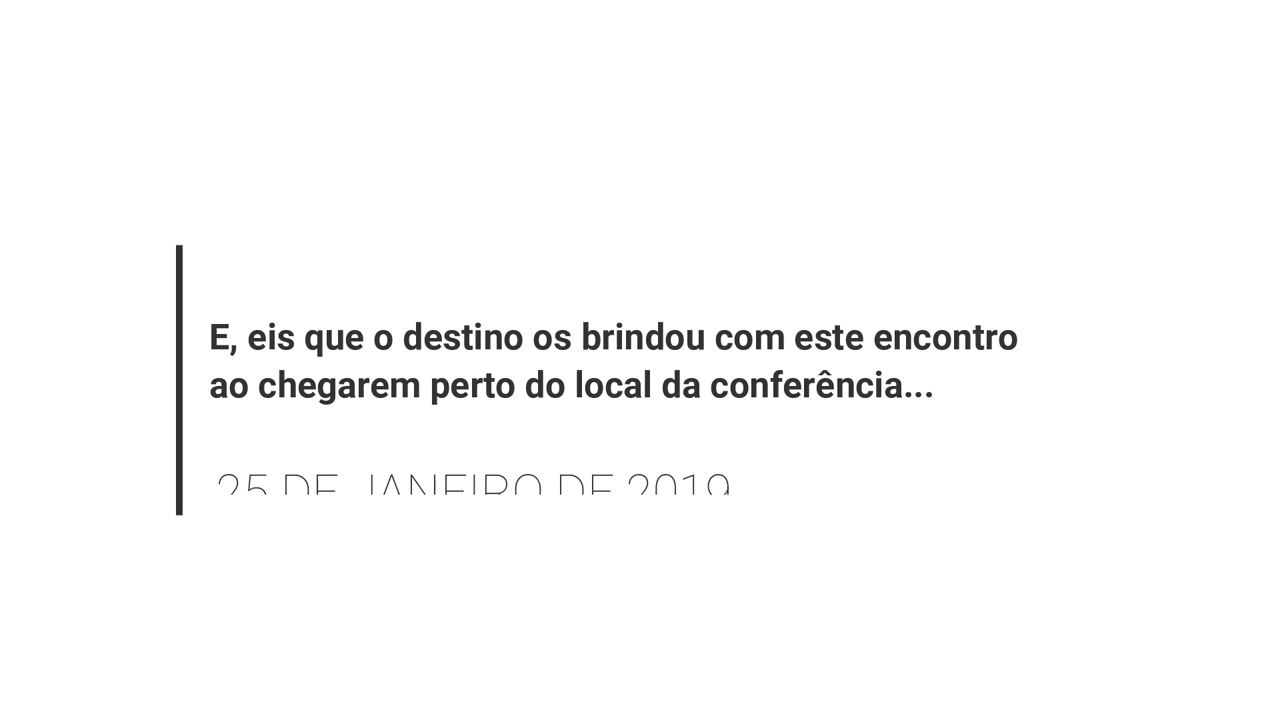 E, eis que o destino os brindou com este encontro
ao chegarem perto do local da conferência...
25 DE JANEIRO DE 2019